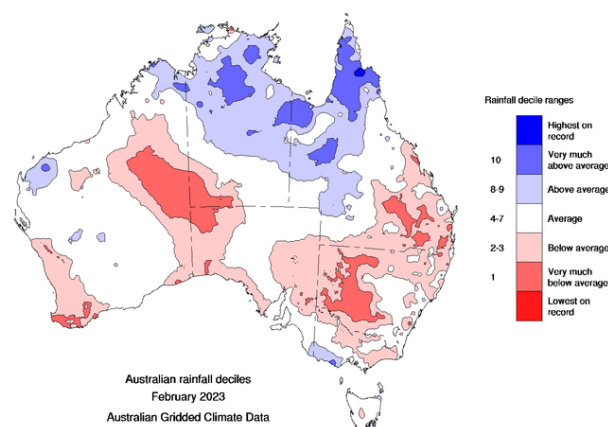 Rainfall decile ranges
Highest on
record
10 Very much
above average
8-9 Above average
4-7 Average
2-3 Below average
1 Very much
below average
Lowest on
record
Australian rainfall deciles
February 2023
Australian Gridded Climate Data